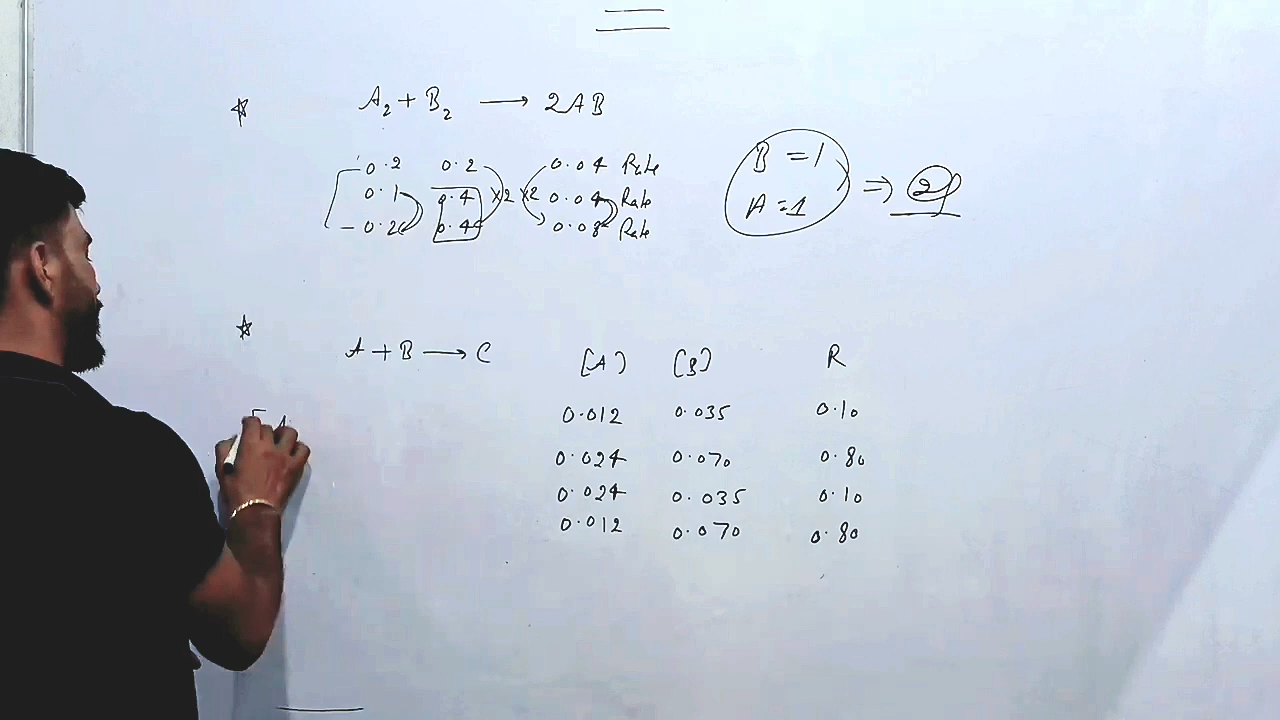 A₂ + B₂ ⟶ 2AB
0.2 0.2 0.04 Rate
0.1 0.4 ×2 ×2 0.04 Rate
0.2 0.4 0.08 Rate
B = 1
A = 1
⇒ 2
A + B ⟶ C [A] [B] R
0.012 0.035 0.10
0.024 0.070 0.80
0.024 0.035 0.10
0.012 0.070 0.80